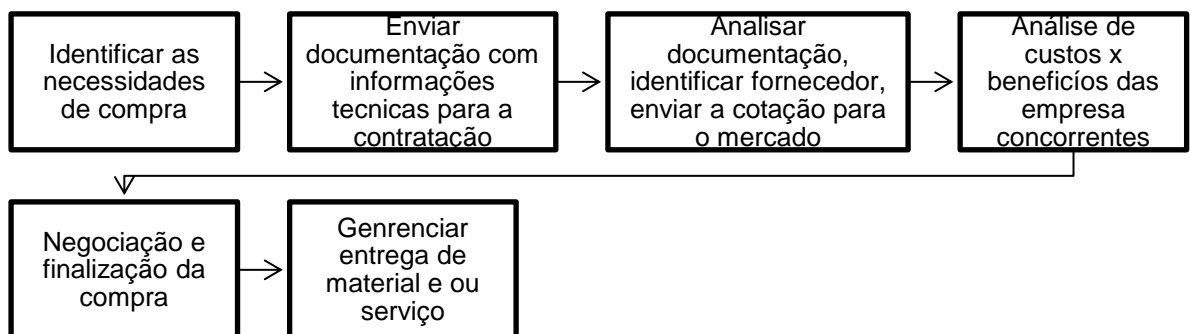 Identificar as
necessidades
de compra
Enviar
documentação com
informações
tecnicas para a
contratação
Analisar
documentação,
identificar fornecedor,
enviar a cotação para
o mercado
Análise de
custos x
benefícios das
empresa
concorrentes
Negociação e
finalização da
compra
Genrenciar
entrega de
material e ou
serviço